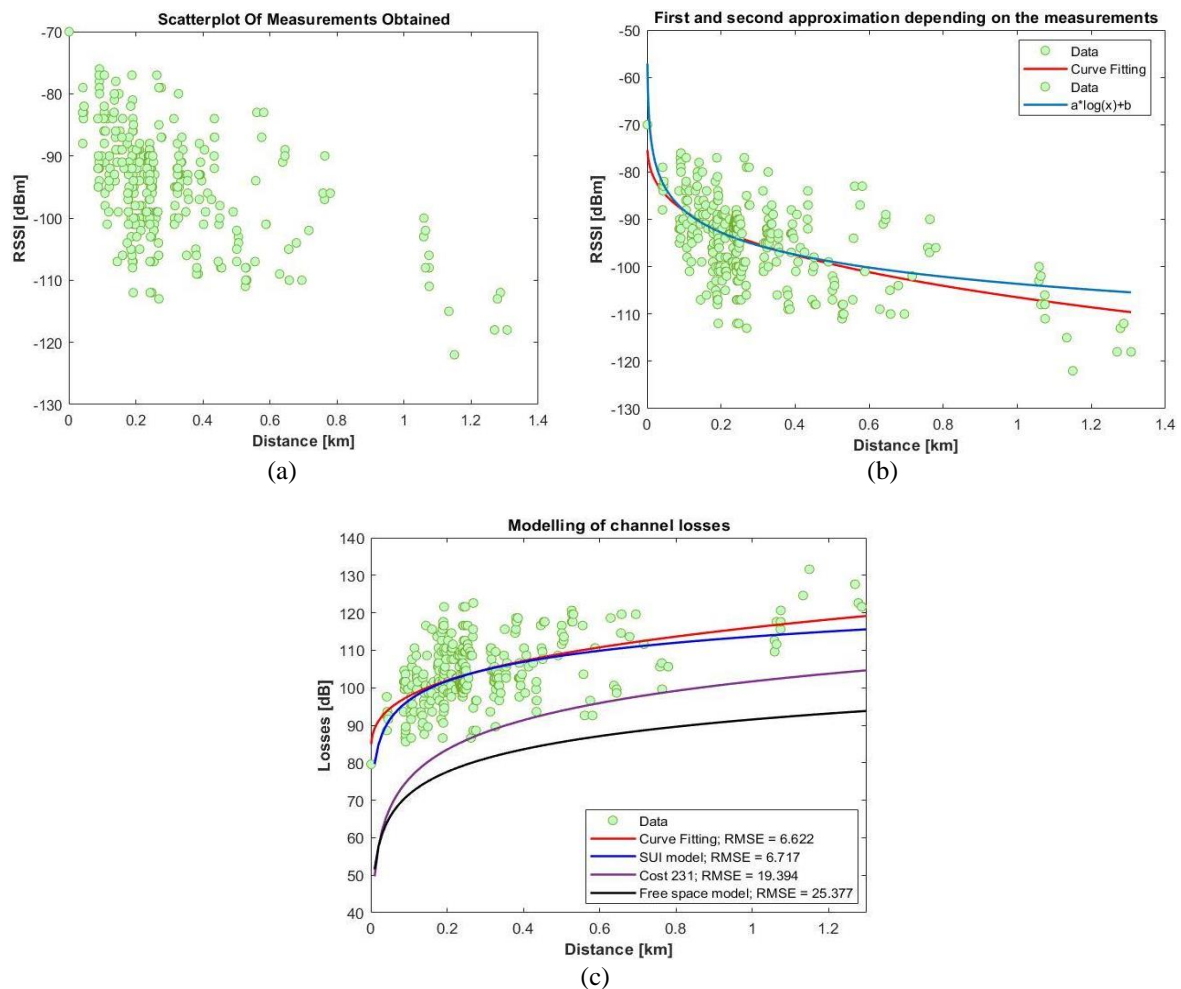 Scatterplot Of Measurements Obtained
-70
-80
-90
-100
-110
-120
-130
RSSI [dBm]
0 0.2 0.4 0.6 0.8 1 1.2 1.4
Distance [km]
(a)
First and second approximation depending on the measurements
-50
-60
-70
-80
-90
-100
-110
-120
-130
RSSI [dBm]
Data
Curve Fitting
Data
a*log(x)+b
0 0.2 0.4 0.6 0.8 1 1.2 1.4
Distance [km]
(b)
Modelling of channel losses
140
130
120
110
100
90
80
70
60
50
40
Losses [dB]
Data
Curve Fitting; RMSE = 6.622
SUI model; RMSE = 6.717
Cost 231; RMSE = 19.394
Free space model; RMSE = 25.377
0 0.2 0.4 0.6 0.8 1 1.2
Distance [km]
(c)